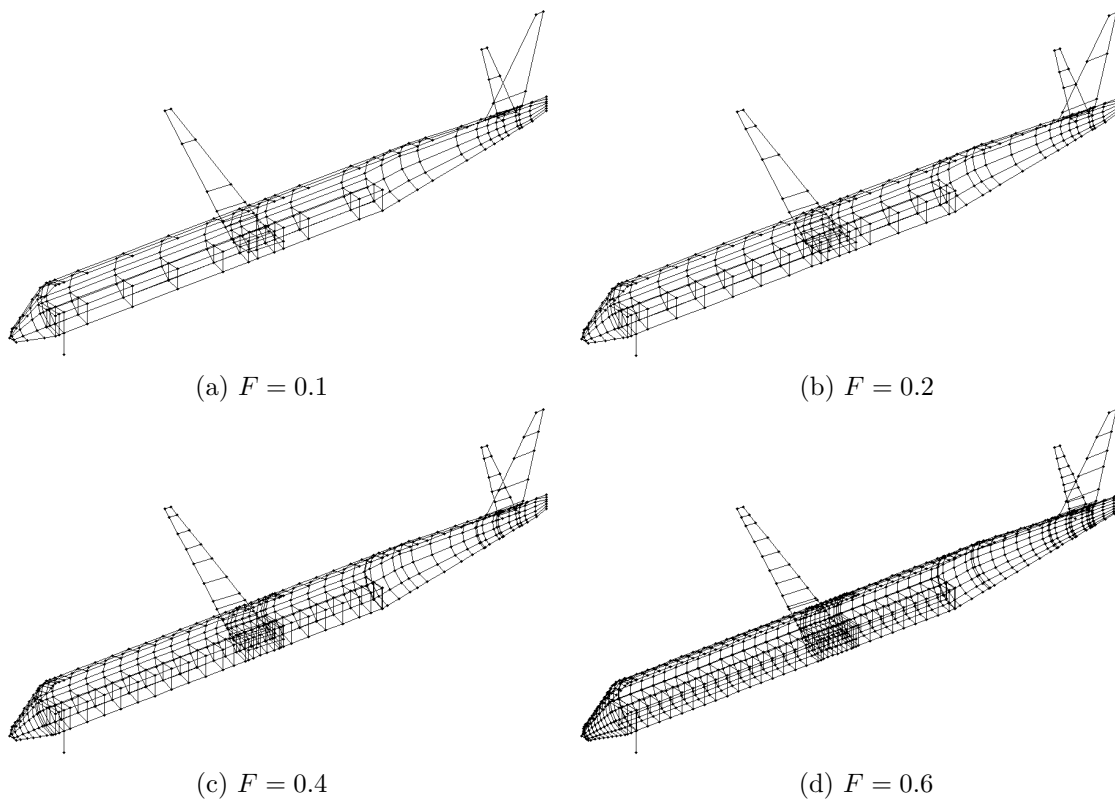 (a) F = 0.1
(b) F = 0.2
(c) F = 0.4
(d) F = 0.6